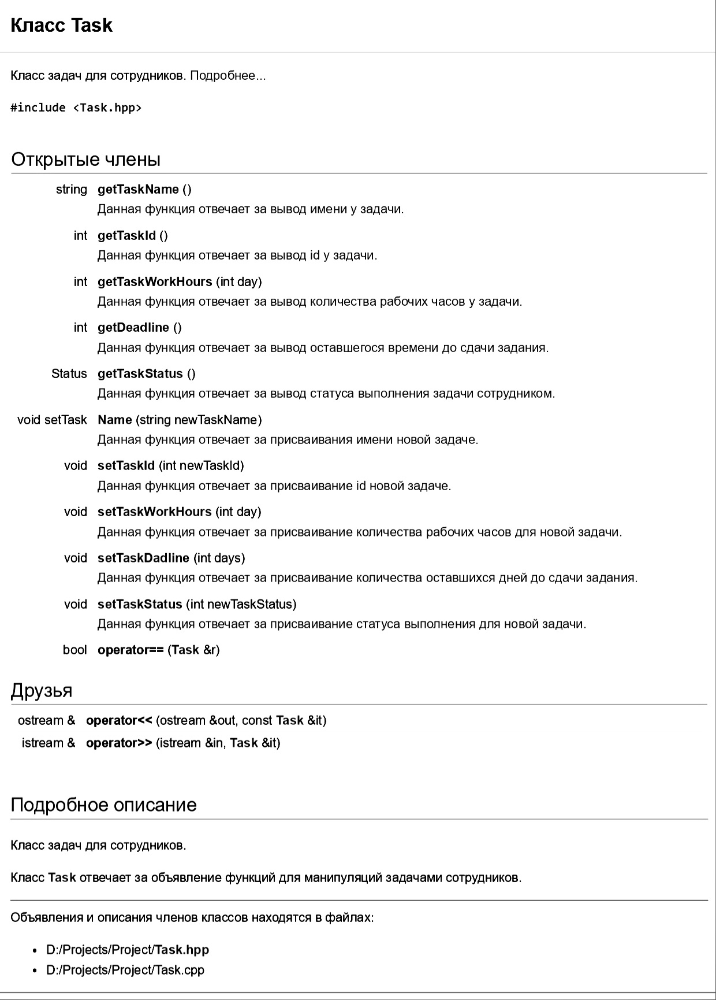 Класс Task
Класс задач для сотрудников. Подробнее...
#include <Task.hpp>
Открытые члены
string getTaskName ()
Данная функция отвечает за вывод имени у задачи.
int getTaskId ()
Данная функция отвечает за вывод id у задачи.
int getTaskWorkHours (int day)
Данная функция отвечает за вывод количества рабочих часов у задачи.
int getDeadline ()
Данная функция отвечает за вывод оставшегося времени до сдачи задания.
Status getTaskStatus ()
Данная функция отвечает за вывод статуса выполнения задачи сотрудником.
void setTask Name (string newTaskName)
Данная функция отвечает за присваивания имени новой задаче.
void setTaskId (int newTaskId)
Данная функция отвечает за присваивание id новой задаче.
void setTaskWorkHours (int day)
Данная функция отвечает за присваивание количества рабочих часов для новой задачи.
void setTaskDadline (int days)
Данная функция отвечает за присваивание количества оставшихся дней до сдачи задания.
void setTaskStatus (int newTaskStatus)
Данная функция отвечает за присваивание статуса выполнения для новой задачи.
bool operator== (Task &r)
Друзья
ostream & operator<< (ostream &out, const Task &it)
istream & operator>> (istream &in, Task &it)
Подробное описание
Класс задач для сотрудников.
Класс Task отвечает за объявление функций для манипуляций задачами сотрудников.
Объявления и описания членов классов находятся в файлах:
• D:/Projects/Project/Task.hpp
• D:/Projects/Project/Task.cpp